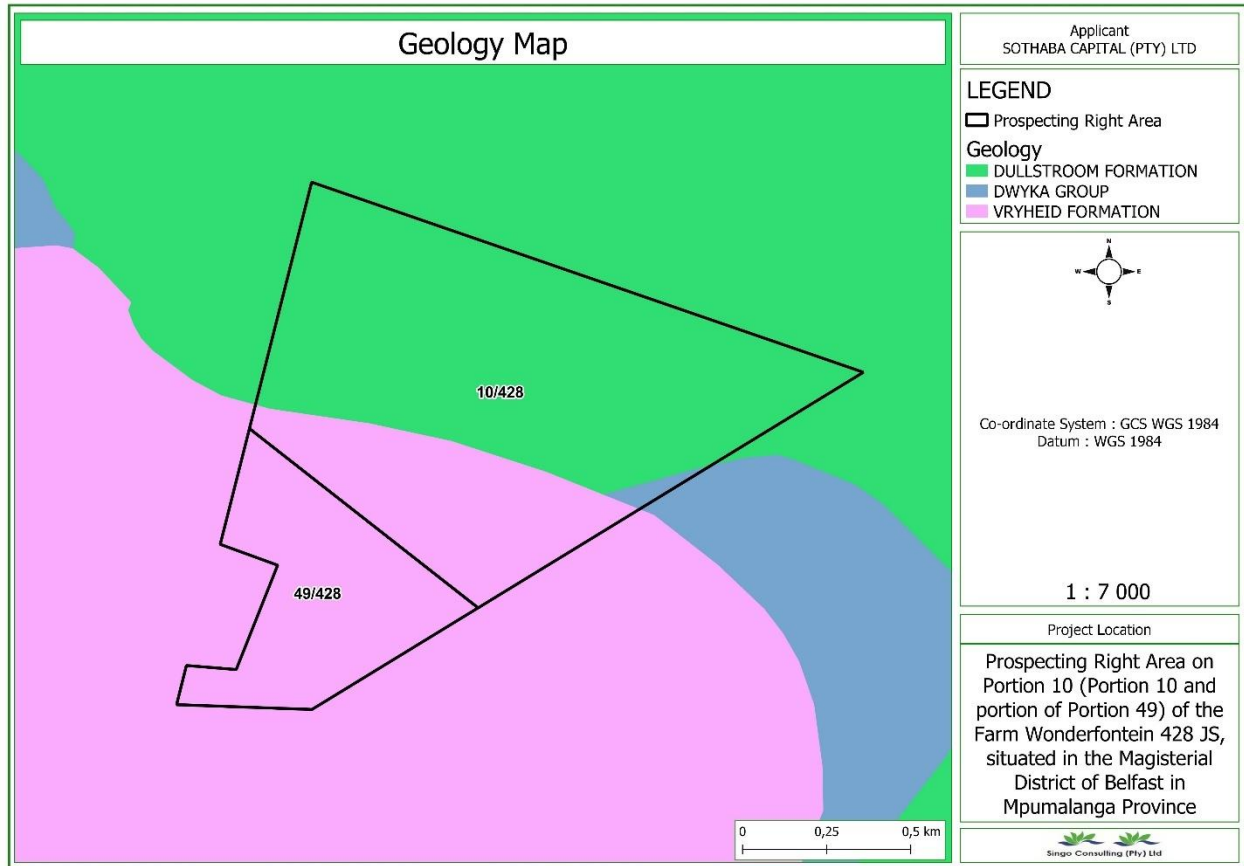 Geology Map
10/428
49/428
0 0,25 0,5 km
Applicant
SOTHABA CAPITAL (PTY) LTD
LEGEND
Prospecting Right Area
Geology
DULLSTROOM FORMATION
DWYKA GROUP
VRYHEID FORMATION
N
W E
S
Co-ordinate System : GCS WGS 1984
Datum : WGS 1984
1 : 7 000
Project Location
Prospecting Right Area on
Portion 10 (Portion 10 and
portion of Portion 49) of the
Farm Wonderfontein 428 JS,
situated in the Magisterial
District of Belfast in
Mpumalanga Province
Singo Consulting (Pty) Ltd